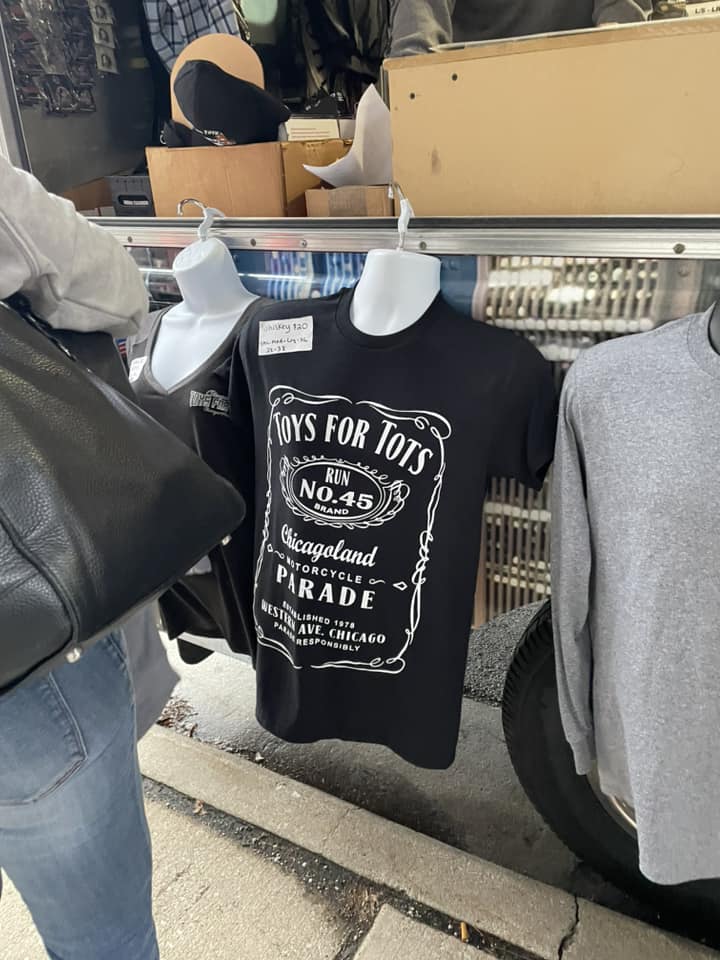 L/S - L
Whiskey $20
TOYS FOR TOTS
RUN
NO.45
BRAND
Chicagoland
MOTORCYCLE
PARADE
ESTABLISHED 1978
WESTERN AVE. CHICAGO
PARADE RESPONSIBLY